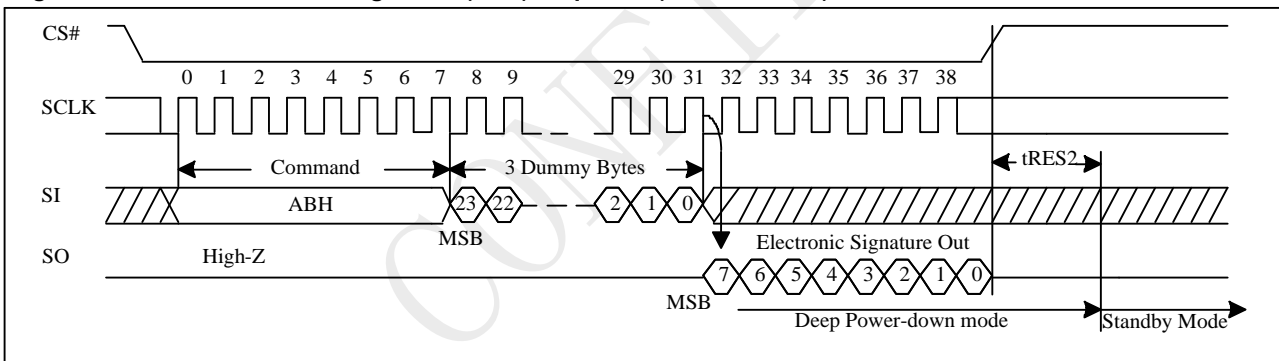 CS#
0 1 2 3 4 5 6 7 8 9 29 30 31 32 33 34 35 36 37 38
SCLK
Command 3 Dummy Bytes tRES2
SI
ABH 23 22 2 1 0
MSB
SO High-Z Electronic Signature Out
7 6 5 4 3 2 1 0
MSB
Deep Power-down mode Standby Mode